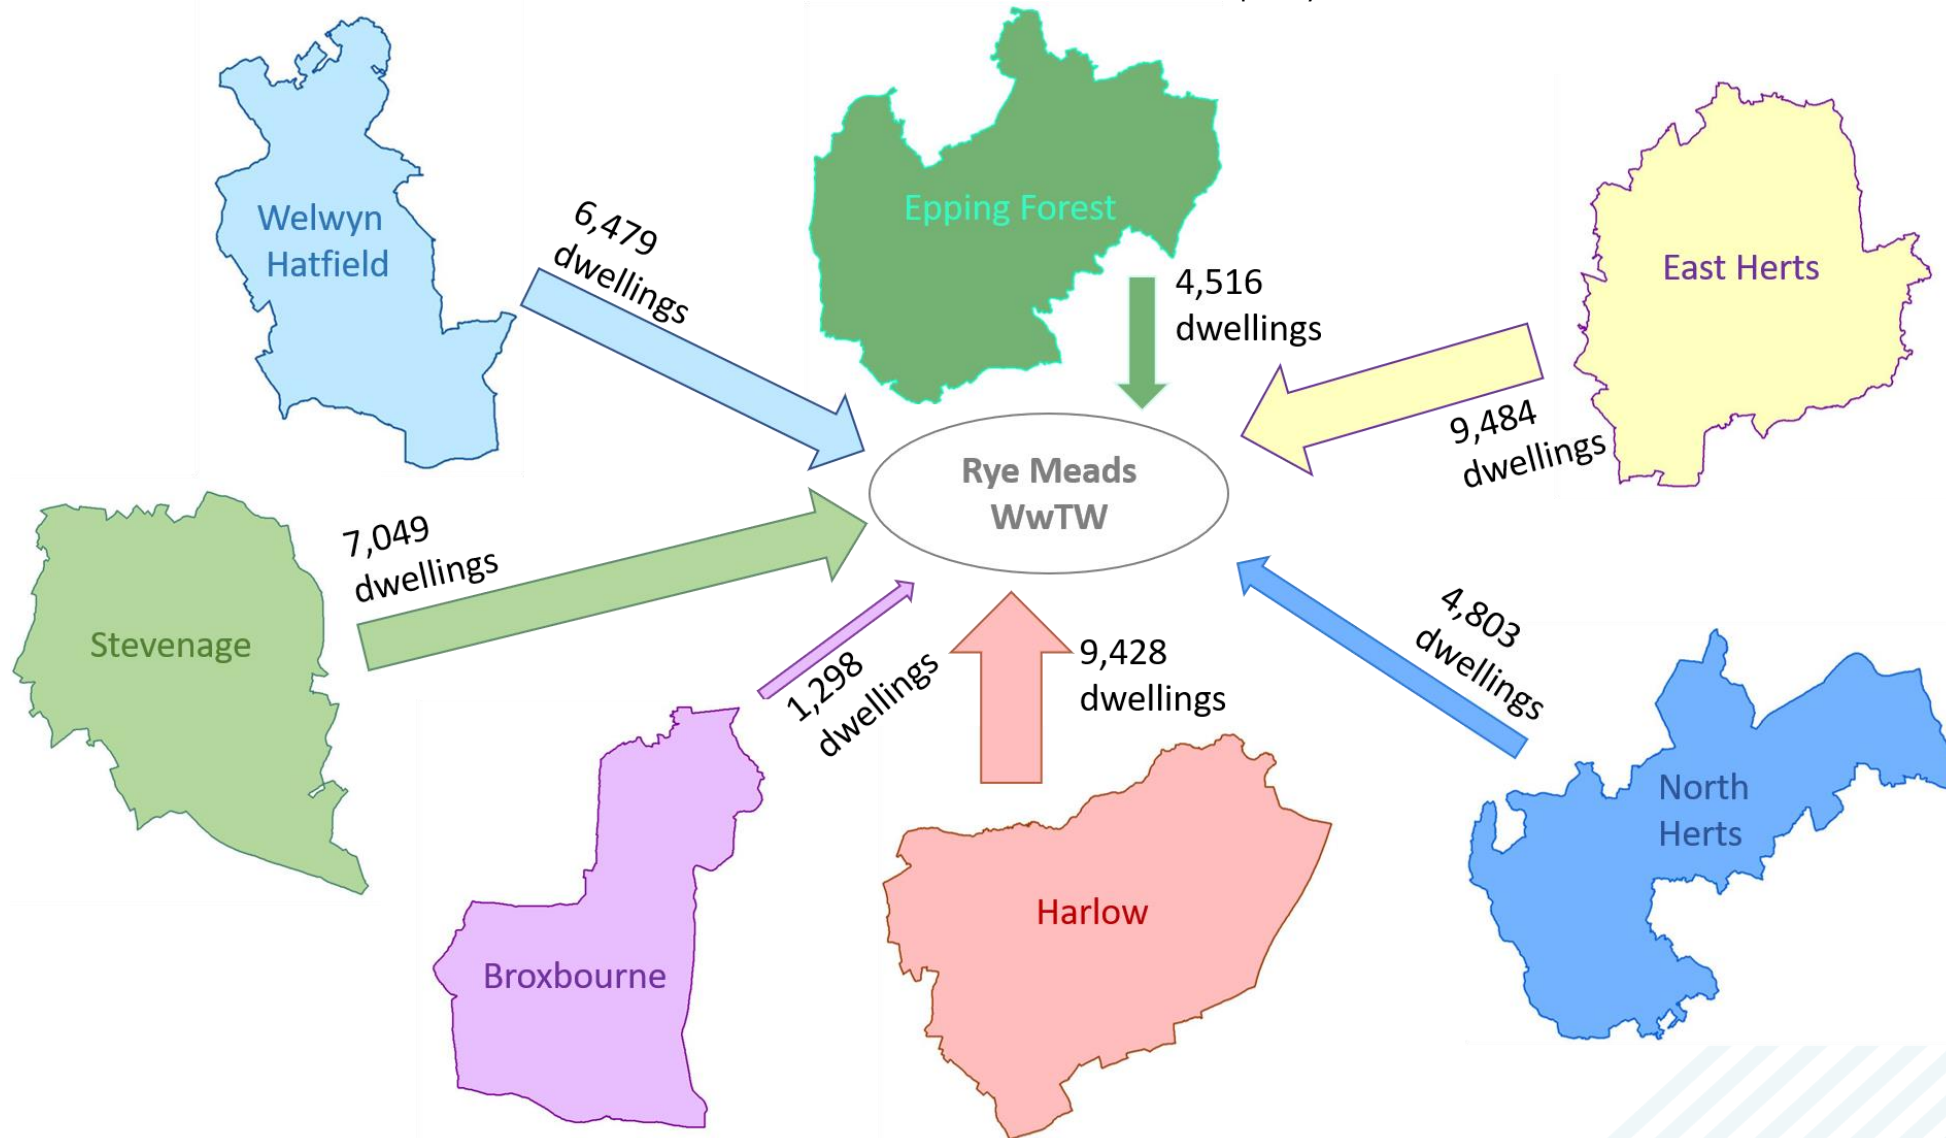 Welwyn
Hatfield
6,479
dwellings
Epping Forest
4,516
dwellings
East Herts
9,484
dwellings
Rye Meads
WwTW
Stevenage
7,049
dwellings
1,298
dwellings
Broxbourne
9,428
dwellings
Harlow
4,803
dwellings
North
Herts